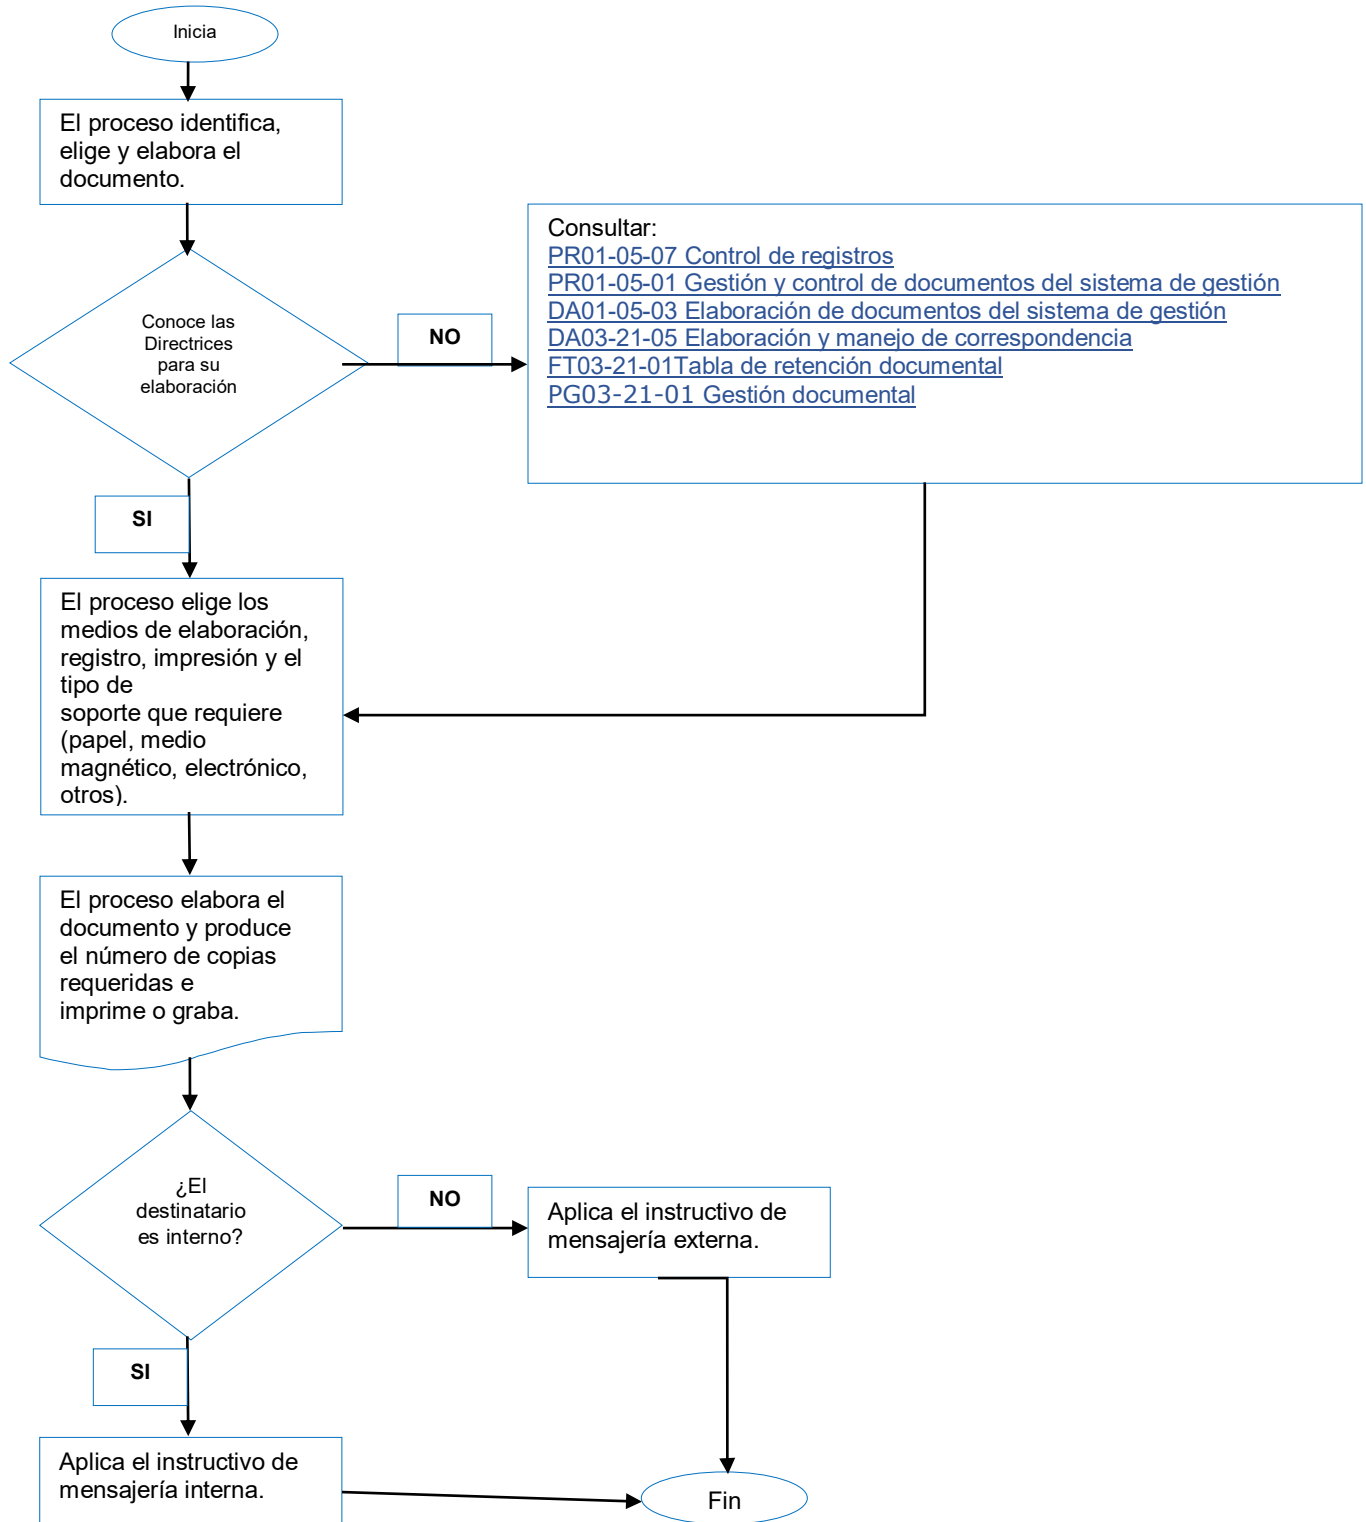 Inicia
El proceso identifica,
elige y elabora el
documento.
Consultar:
PR01-05-07 Control de registros
PR01-05-01 Gestión y control de documentos del sistema de gestión
DA01-05-03 Elaboración de documentos del sistema de gestión
DA03-21-05 Elaboración y manejo de correspondencia
FT03-21-01Tabla de retención documental
PG03-21-01 Gestión documental
Conoce las
Directrices
para su
elaboración
NO
SI
El proceso elige los
medios de elaboración,
registro, impresión y el
tipo de
soporte que requiere
(papel, medio
magnético, electrónico,
otros).
El proceso elabora el
documento y produce
el número de copias
requeridas e
imprime o graba.
¿El
destinatario
es interno?
NO
Aplica el instructivo de
mensajería externa.
SI
Aplica el instructivo de
mensajería interna.
Fin